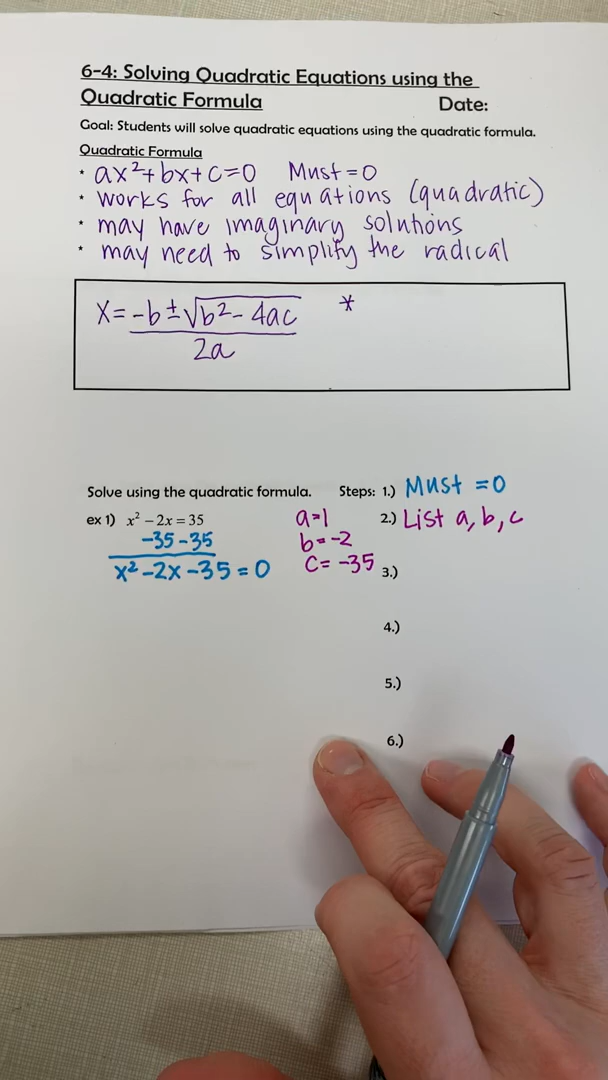 6-4: Solving Quadratic Equations using the
Quadratic Formula Date:
Goal: Students will solve quadratic equations using the quadratic formula.
Quadratic Formula
• ax²+bx+c=0 Must=0
• works for all equations (quadratic)
• may have imaginary solutions
• may need to simplify the radical
x= -b±√b²-4ac *
2a
Solve using the quadratic formula. Steps: 1.) Must =0
ex 1) x² – 2x = 35 a=1 2.) List a, b, c
-35 -35 b=-2
x²-2x-35=0 c=-35 3.)
4.)
5.)
6.)